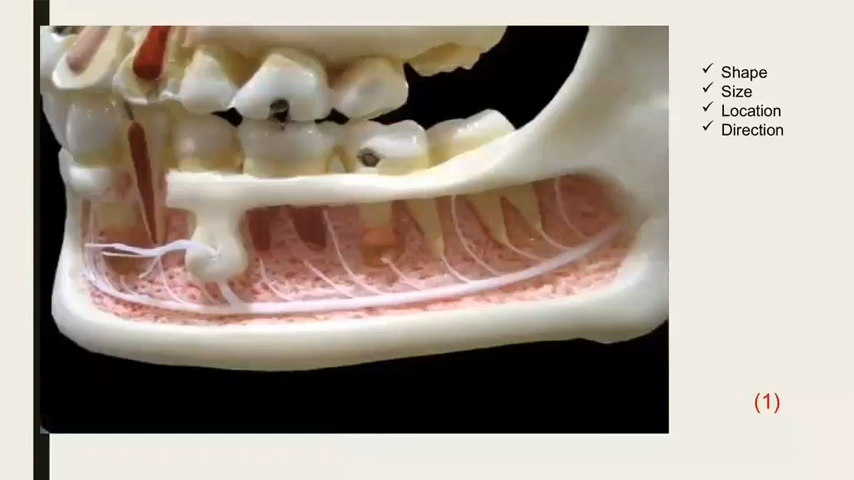 ✓ Shape
✓ Size
✓ Location
✓ Direction
(1)